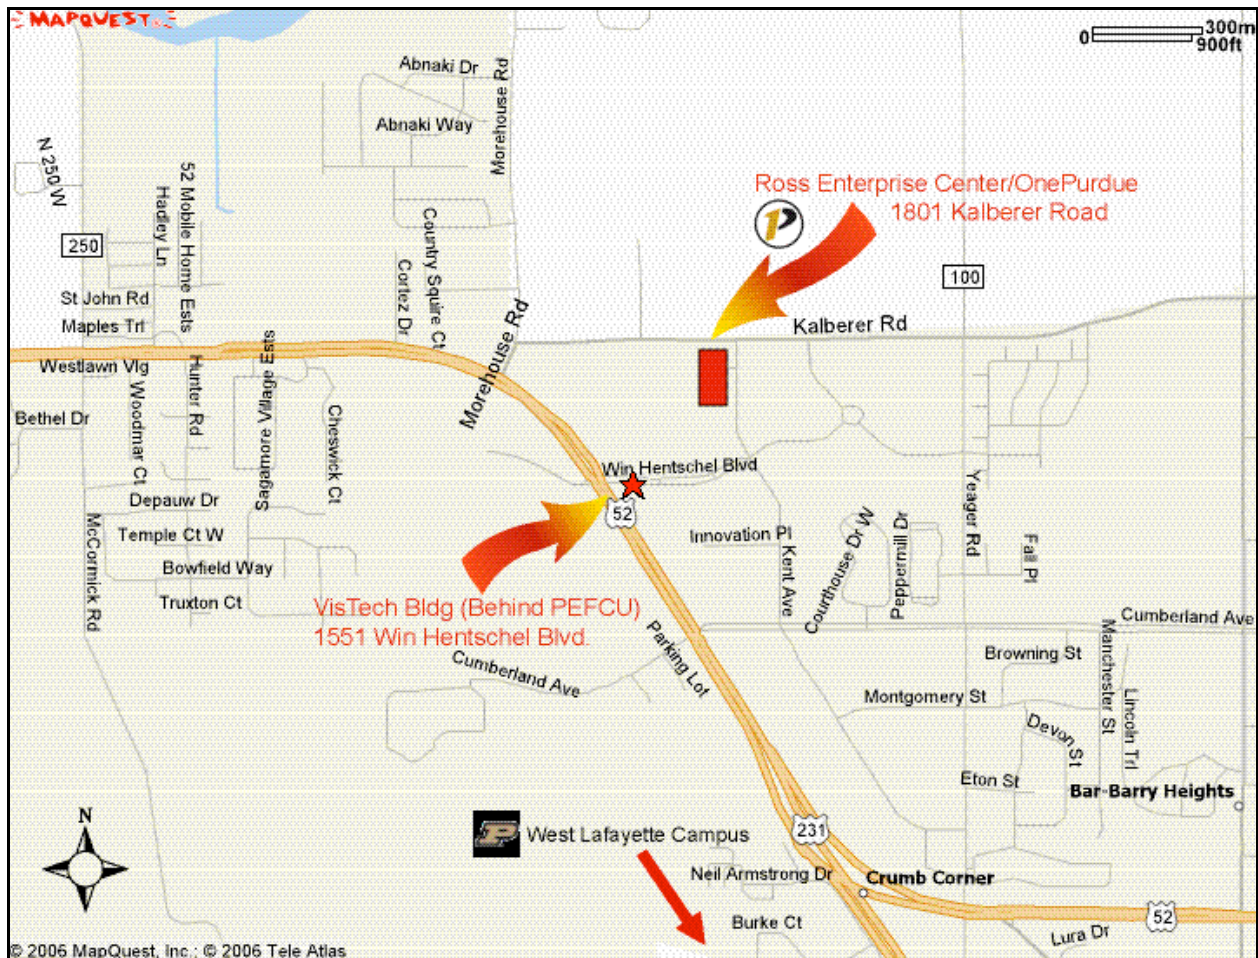 MAPQUEST
300m
0
900ft
Abnaki Dr
Morehouse Rd
Abnaki Way
N 250 W
52 Mobile Home Ests
Hadley Ln
Ross Enterprise Center/OnePurdue
1801 Kalberer Road
1P
250
Country Squire Ct
Cortez Dr
100
St John Rd
Maples Trl
Kalberer Rd
Morehouse Rd
Westlawn Vlg
Hunter Rd
Sagamore Village Ests
Woodmar Ct
Bethel Dr
Cheswick Ct
Win Hentschel Blvd
Depauw Dr
52
Yeager Rd
McCormick Rd
Temple Ct W
Innovation Pl
Kent Ave
Courthouse Dr W
Peppermill Dr
Fall Pl
Bowfield Way
Truxton Ct
VisTech Bldg (Behind PEFCU)
1551 Win Hentschel Blvd.
Cumberland Ave
Parking Lot
Cumberland Ave
Browning St
Manchester St
Lincoln Trl
Montgomery St
Devon St
Eton St
Bar-Barry Heights
N
P
West Lafayette Campus
231
Neil Armstrong Dr
Crumb Corner
Burke Ct
52
Lura Dr
© 2006 MapQuest, Inc.; © 2006 Tele Atlas